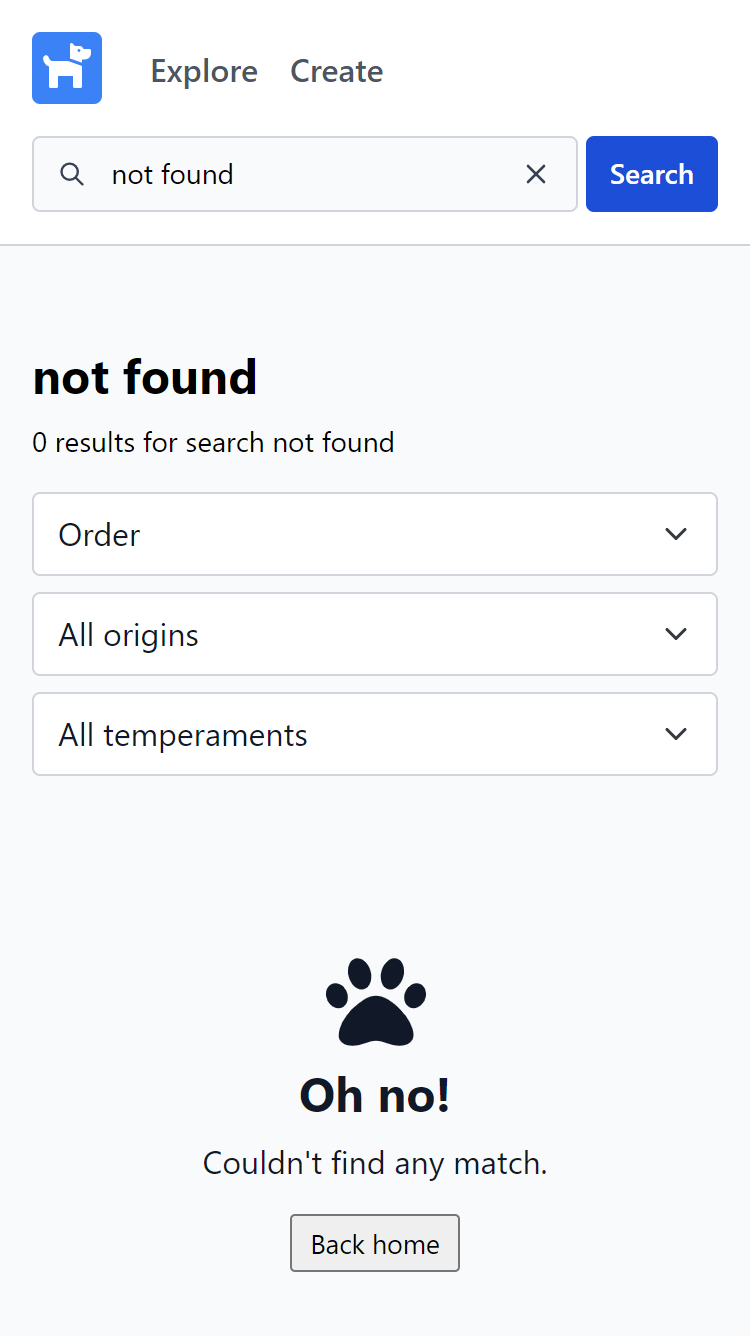 Explore Create
not found
Search
not found
0 results for search not found
Order
All origins
All temperaments
Oh no!
Couldn't find any match.
Back home